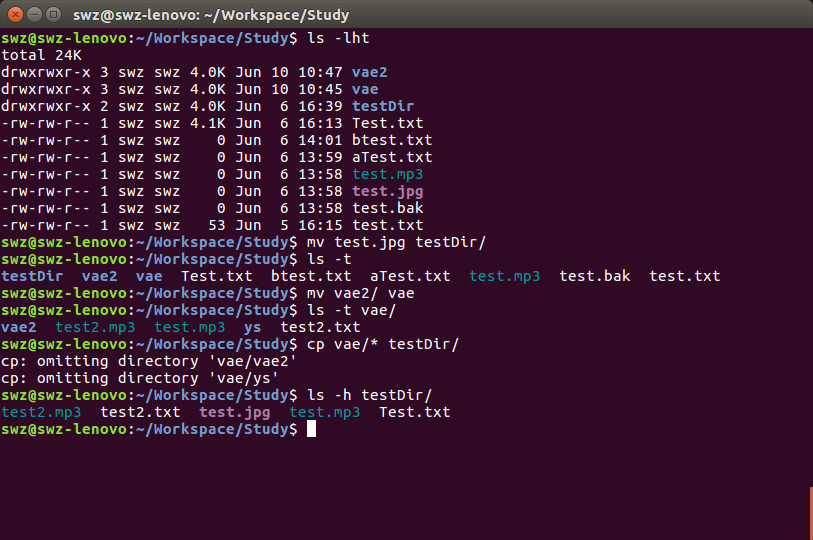 swz@swz-lenovo: ~/Workspace/Study
swz@swz-lenovo:~/Workspace/Study$ ls -lht
total 24K
drwxrwxr-x 3 swz swz 4.0K Jun 10 10:47 vae2
drwxrwxr-x 3 swz swz 4.0K Jun 10 10:45 vae
drwxrwxr-x 2 swz swz 4.0K Jun  6 16:39 testDir
-rw-rw-r-- 1 swz swz 4.1K Jun  6 16:13 Test.txt
-rw-rw-r-- 1 swz swz    0 Jun  6 14:01 btest.txt
-rw-rw-r-- 1 swz swz    0 Jun  6 13:59 aTest.txt
-rw-rw-r-- 1 swz swz    0 Jun  6 13:58 test.mp3
-rw-rw-r-- 1 swz swz    0 Jun  6 13:58 test.jpg
-rw-rw-r-- 1 swz swz    0 Jun  6 13:58 test.bak
-rw-rw-r-- 1 swz swz   53 Jun  5 16:15 test.txt
swz@swz-lenovo:~/Workspace/Study$ mv test.jpg testDir/
swz@swz-lenovo:~/Workspace/Study$ ls -t
testDir  vae2  vae  Test.txt  btest.txt  aTest.txt  test.mp3  test.bak  test.txt
swz@swz-lenovo:~/Workspace/Study$ mv vae2/ vae
swz@swz-lenovo:~/Workspace/Study$ ls -t vae/
vae2  test2.mp3  test.mp3  ys  test2.txt
swz@swz-lenovo:~/Workspace/Study$ cp vae/* testDir/
cp: omitting directory 'vae/vae2'
cp: omitting directory 'vae/ys'
swz@swz-lenovo:~/Workspace/Study$ ls -h testDir/
test2.mp3  test2.txt  test.jpg  test.mp3  Test.txt
swz@swz-lenovo:~/Workspace/Study$